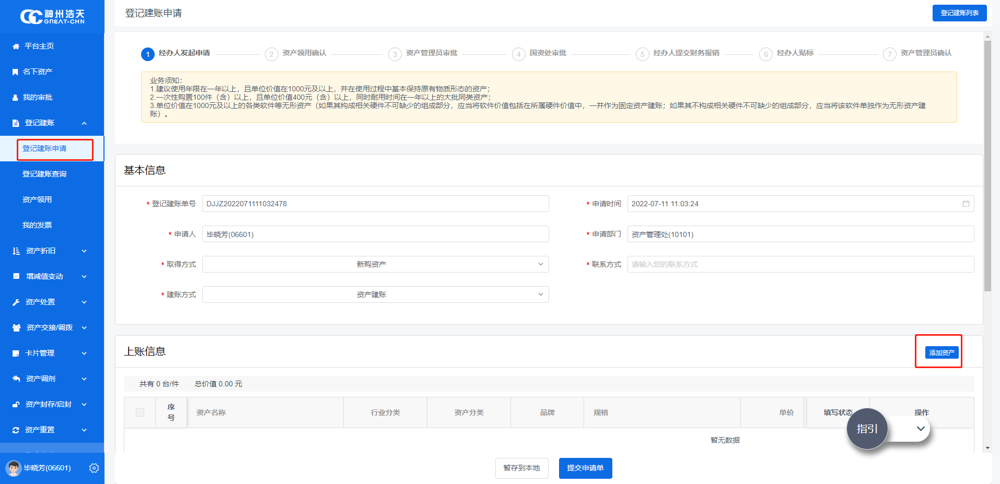 神州浩天
GREAT-CHN
平台主页
名下资产
我的审批
登记建账
登记建账申请
登记建账查询
资产领用
我的发票
资产折旧
增减值变动
资产处置
资产交接/调拨
卡片管理
资产调剂
资产封存/启封
资产重置
毕晓芳(06601)
登记建账申请
登记建账列表
1 经办人发起申请
2 资产领用确认
3 资产管理员审批
4 国资处审批
5 经办人提交财务报销
6 经办人贴标
7 资产管理员确认
业务须知：
1.建议使用年限在一年以上，且单位价值在1000元及以上，并在使用过程中基本保持原有物质形态的资产；
2.一次性购置100件（含）以上，且单位价值400元（含）以上，同时耐用时间在一年以上的大批同类资产；
3.单位价值在1000元及以上的各类软件等无形资产（如果其构成相关硬件不可缺少的组成部分，应当将软件价值包括在所属硬件价值中，一并作为固定资产建账；如果其不构成相关硬件不可缺少的组成部分，应当将该软件单独作为无形资产建
账）。
基本信息
* 登记建账单号 DJJZ2022071111032478
* 申请时间 2022-07-11 11:03:24
* 申请人 毕晓芳(06601)
* 申请部门 资产管理处(10101)
* 取得方式 新购资产
* 联系方式 请输入您的联系方式
* 建账方式 资产建账
上账信息
添加资产
共有 0 台/件 总价值 0.00 元
序号 资产名称 行业分类 资产分类 品牌 规格 单价 填写状态 操作
暂无数据
指引
暂存到本地
提交申请单